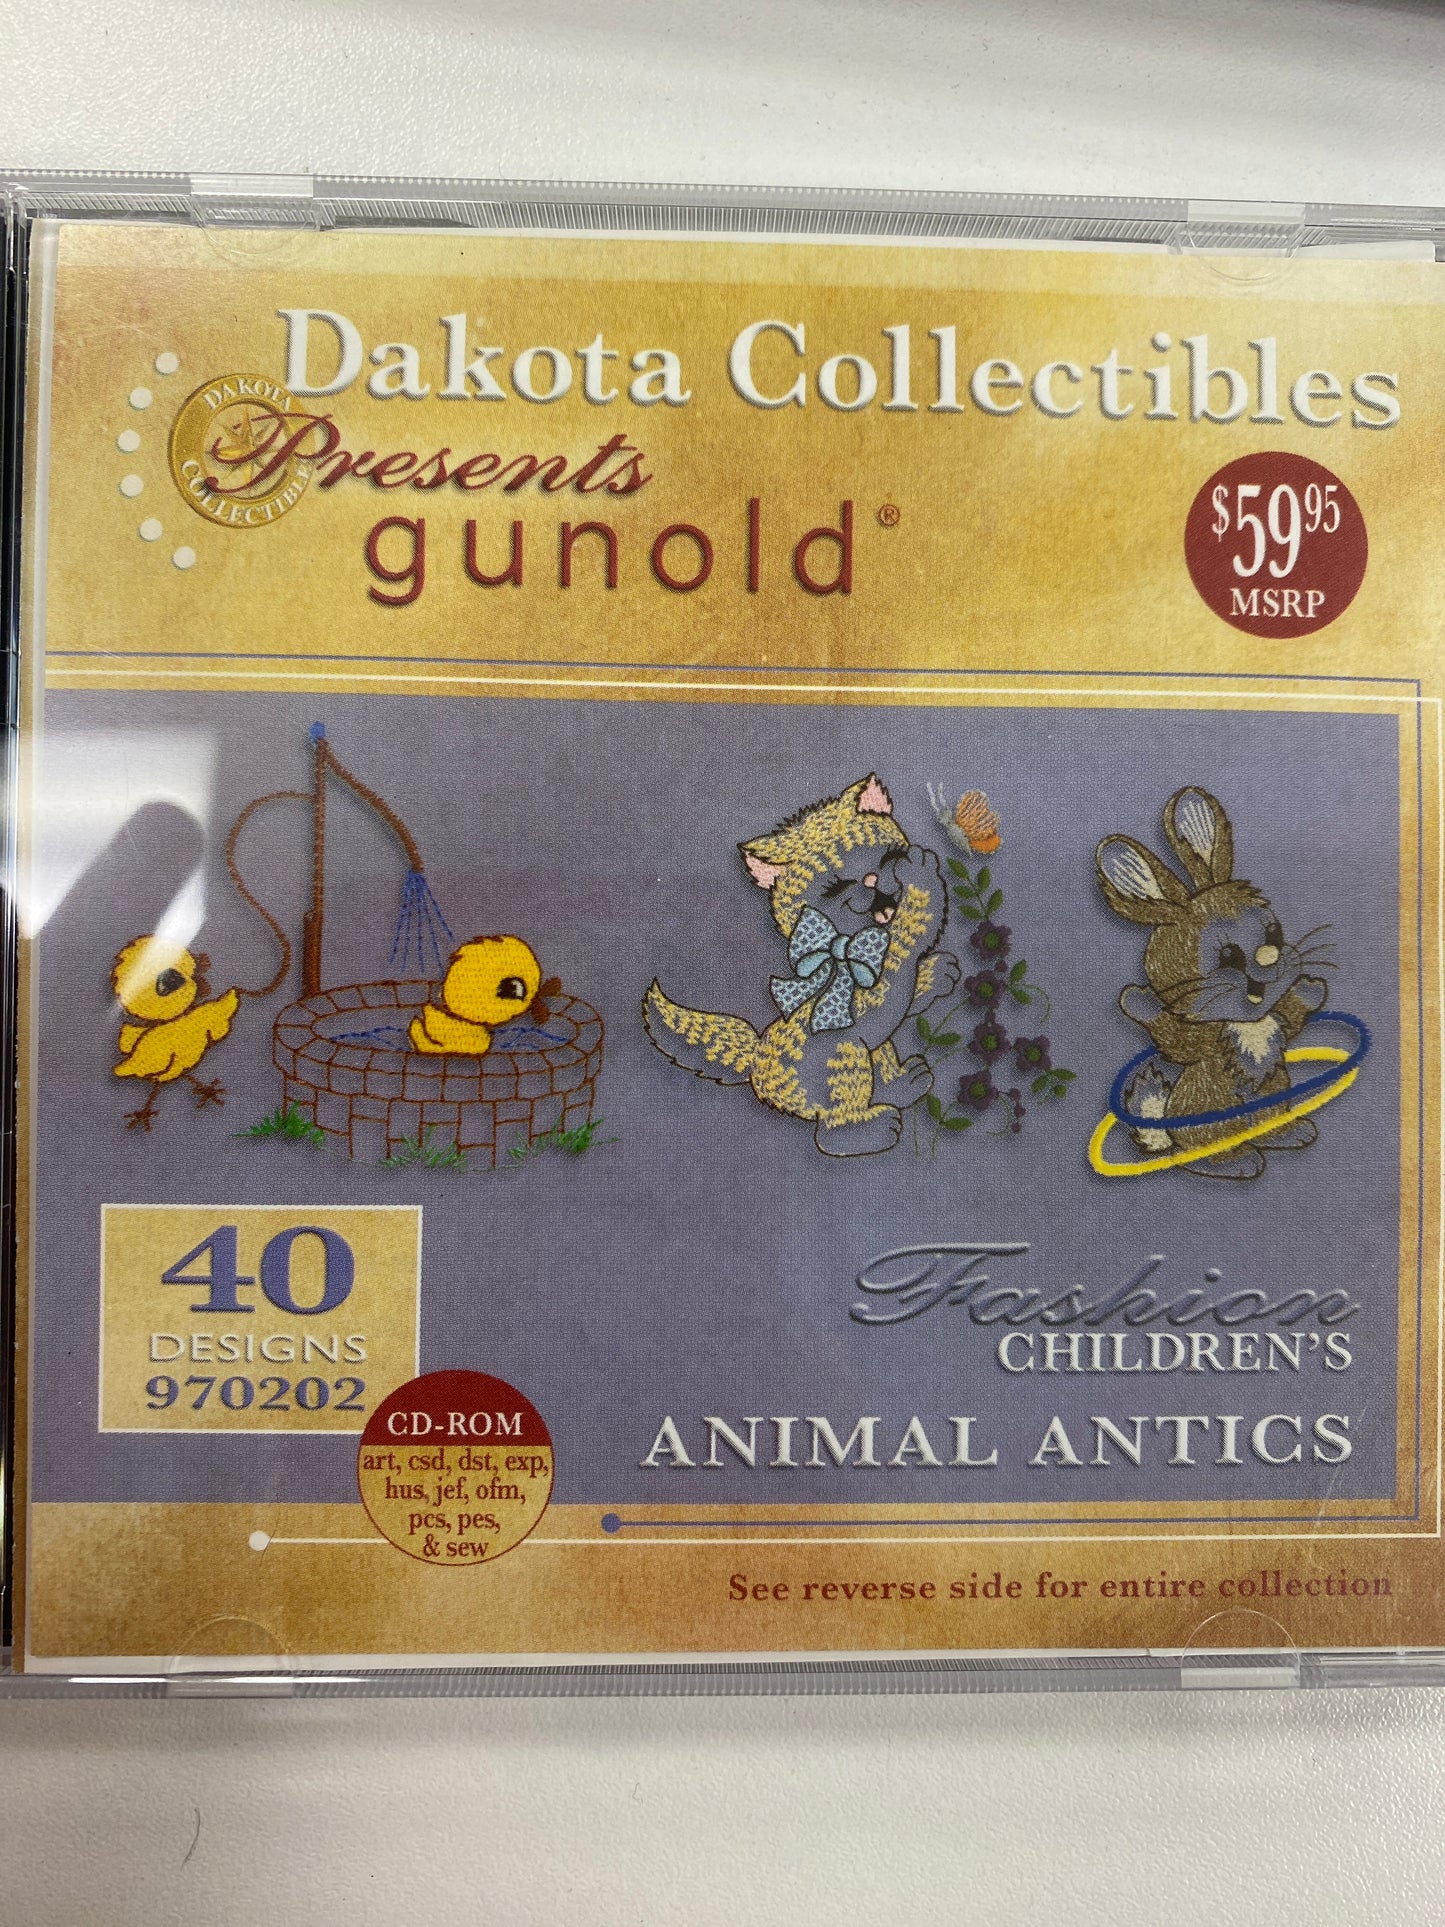 Dakota Collectibles
DAKOTA
COLLECTIBLES
Presents
gunold®
$59.95
MSRP
40
DESIGNS
970202
CD-ROM
art, csd, dst, exp,
hus, jef, ofm,
pcs, pes,
& sew
Fashion
CHILDREN'S
ANIMAL ANTICS
See reverse side for entire collection